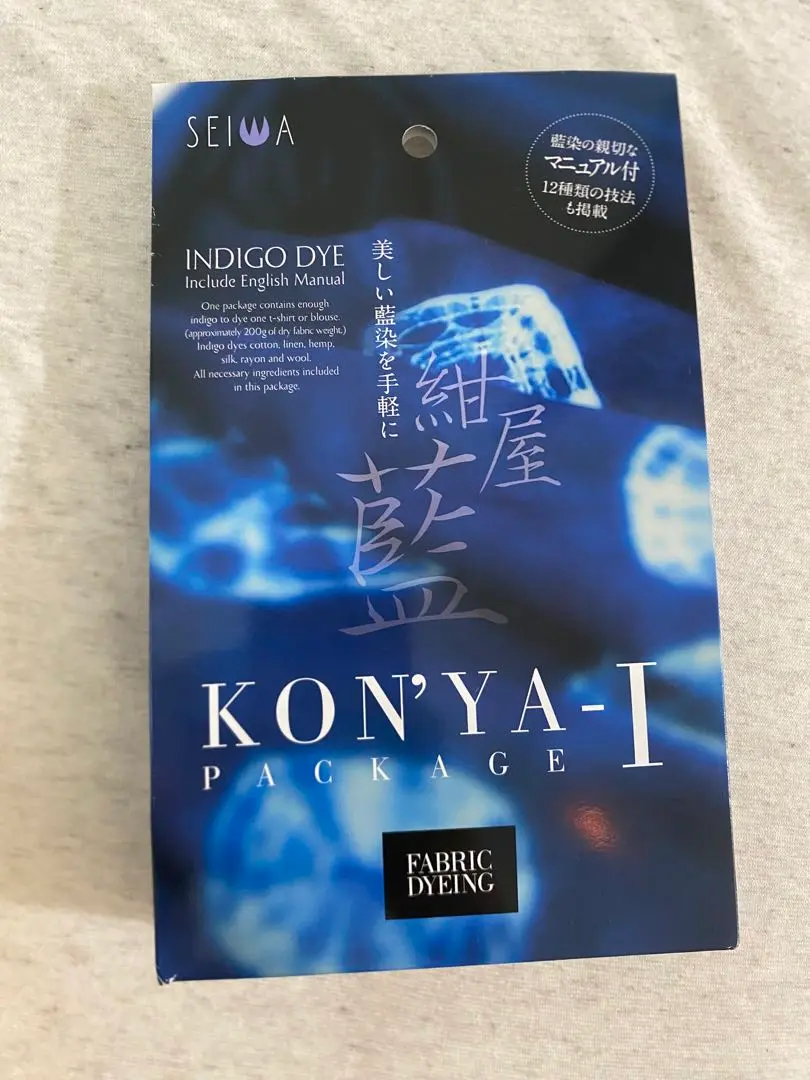 SEIWA
藍染の親切な
マニュアル付
12種類の技法
も掲載
INDIGO DYE
Include English Manual
One package contains enough
indigo to dye one t-shirt or blouse.
(approximately 200g of dry fabric weight.)
Indigo dyes cotton, linen, hemp,
silk, rayon and wool.
All necessary ingredients included
in this package.
美しい藍染を手軽に
紺屋藍
KON'YA-I
PACKAGE
FABRIC
DYEING